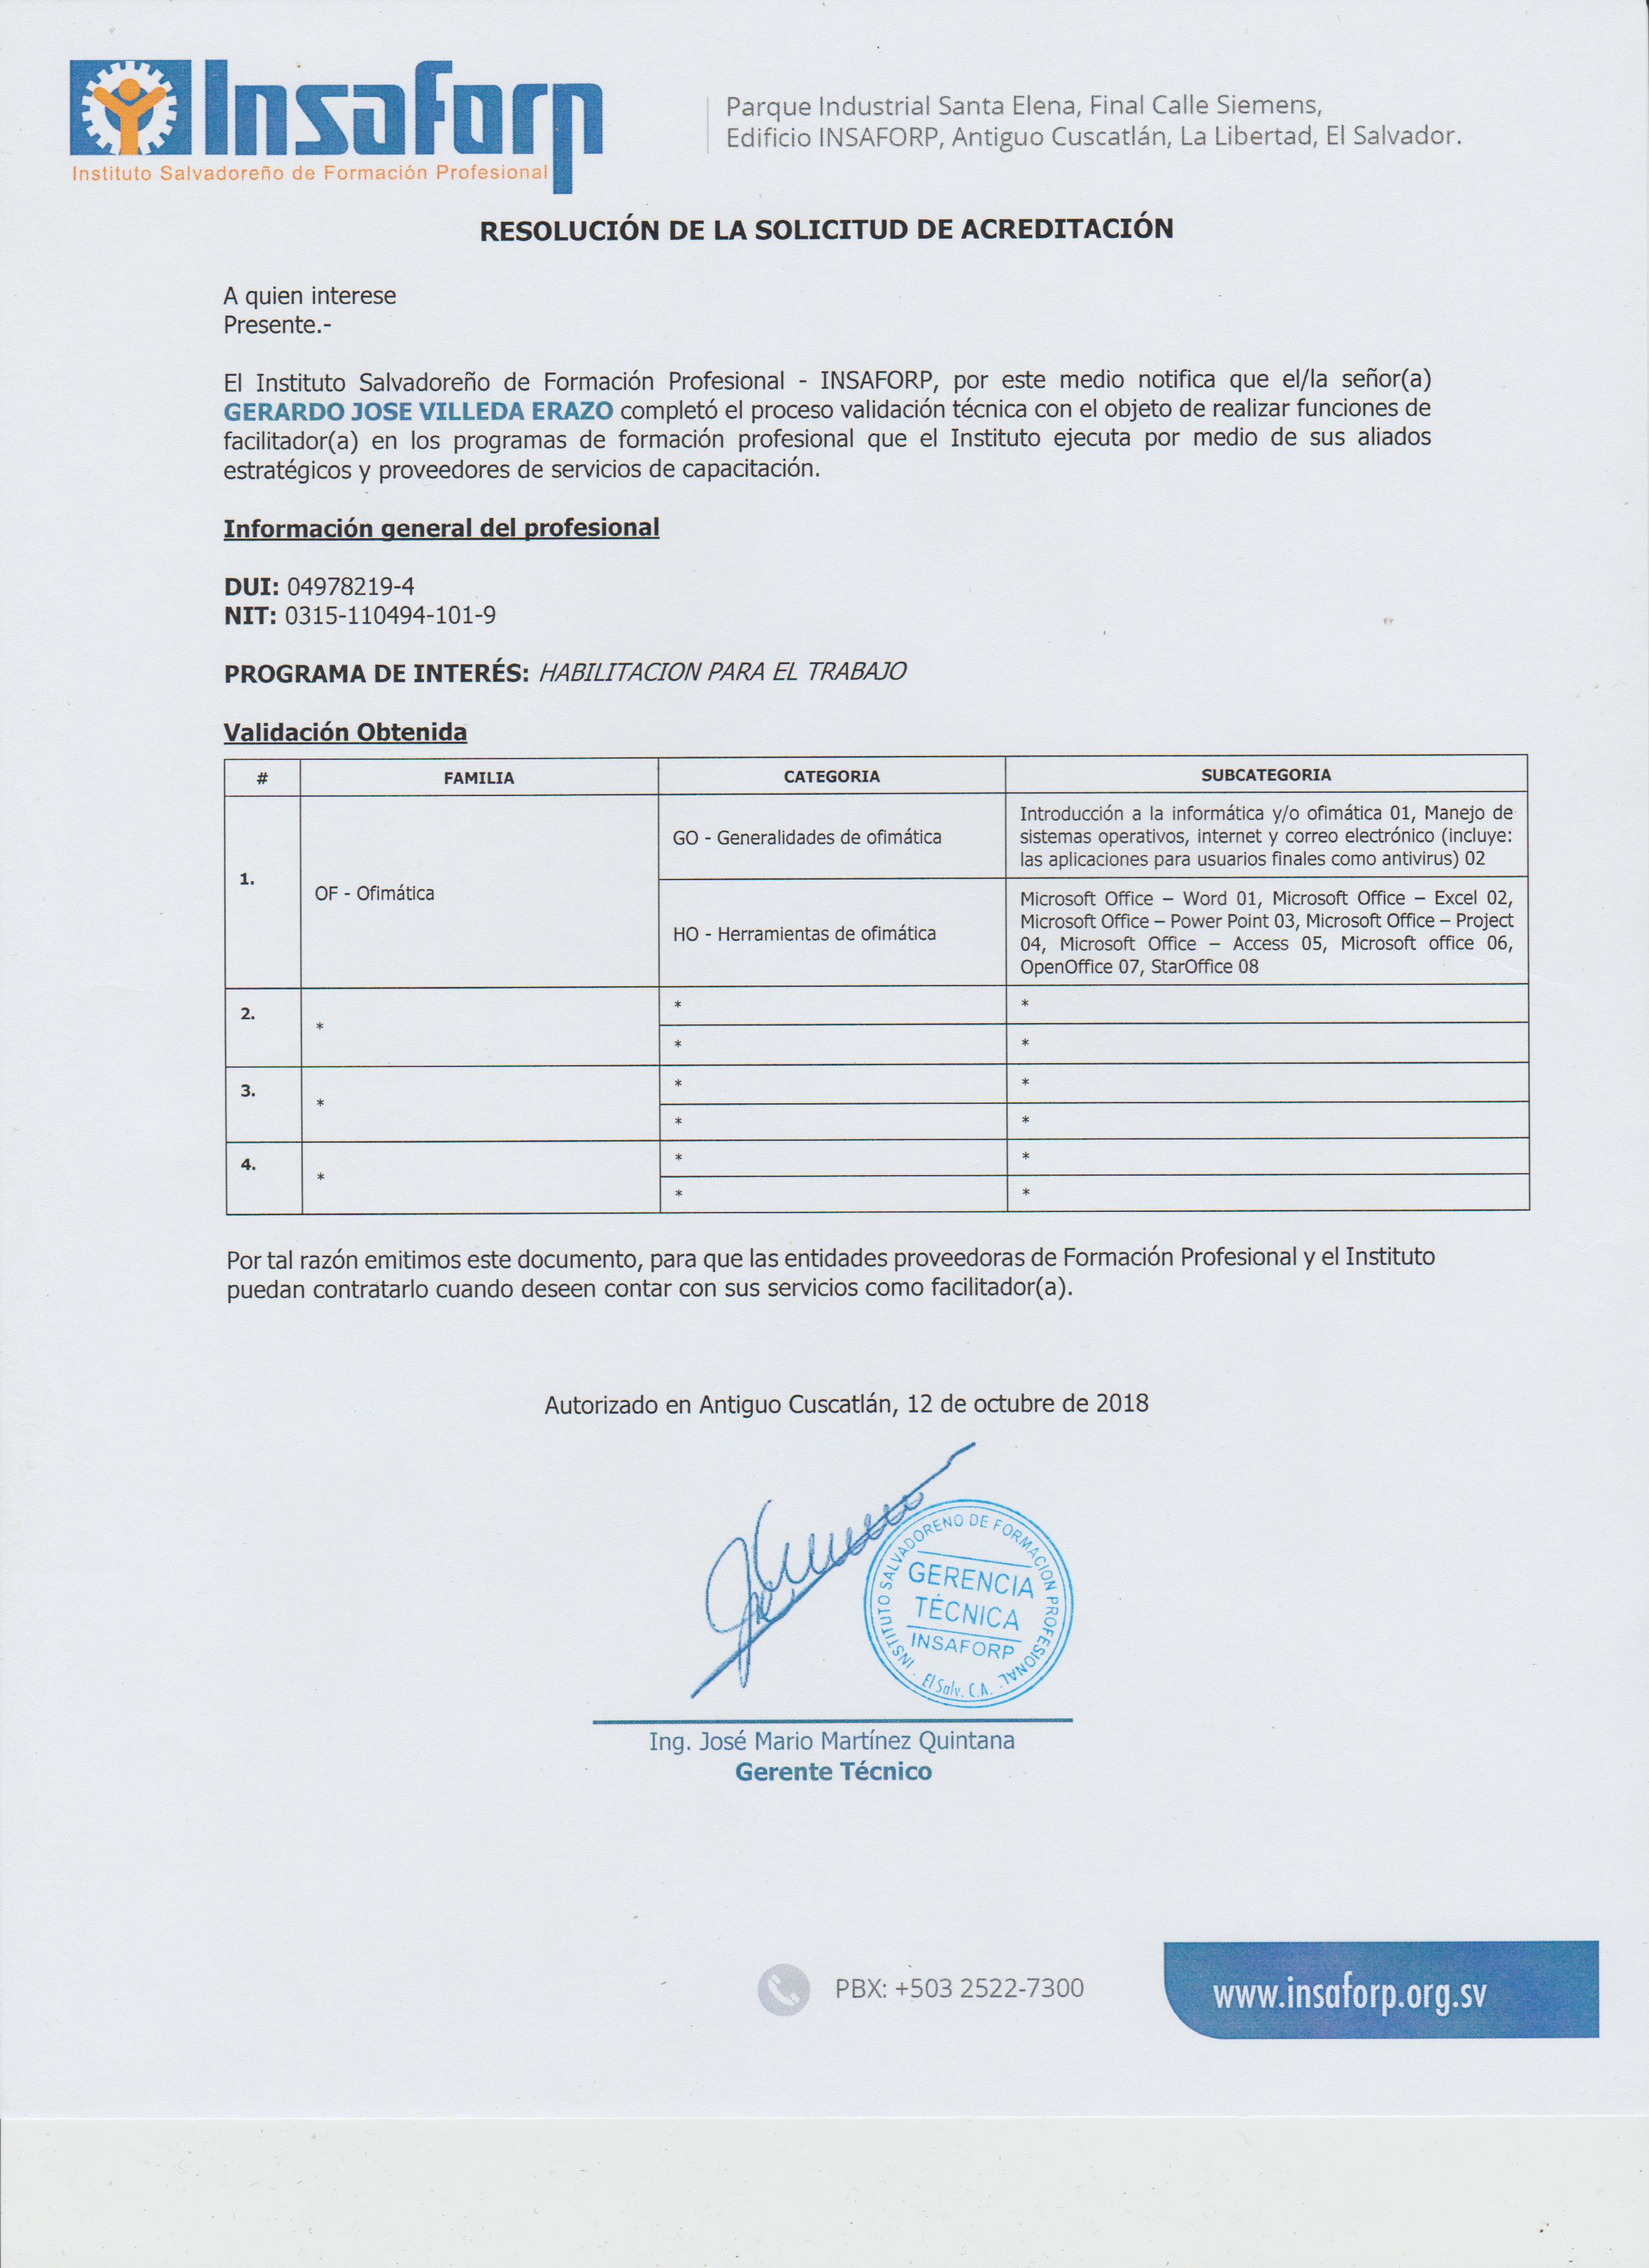 Insaforp
Instituto Salvadoreño de Formación Profesional
Parque Industrial Santa Elena, Final Calle Siemens,
Edificio INSAFORP, Antiguo Cuscatlán, La Libertad, El Salvador.
RESOLUCIÓN DE LA SOLICITUD DE ACREDITACIÓN
A quien interese
Presente.-
El Instituto Salvadoreño de Formación Profesional - INSAFORP, por este medio notifica que el/la señor(a)
GERARDO JOSE VILLEDA ERAZO completó el proceso validación técnica con el objeto de realizar funciones de
facilitador(a) en los programas de formación profesional que el Instituto ejecuta por medio de sus aliados
estratégicos y proveedores de servicios de capacitación.
Información general del profesional
DUI: 04978219-4
NIT: 0315-110494-101-9
PROGRAMA DE INTERÉS: HABILITACION PARA EL TRABAJO
Validación Obtenida
# FAMILIA CATEGORIA SUBCATEGORIA
1.
OF - Ofimática
GO - Generalidades de ofimática
Introducción a la informática y/o ofimática 01, Manejo de
sistemas operativos, internet y correo electrónico (incluye:
las aplicaciones para usuarios finales como antivirus) 02
HO - Herramientas de ofimática
Microsoft Office – Word 01, Microsoft Office – Excel 02,
Microsoft Office – Power Point 03, Microsoft Office – Project
04, Microsoft Office – Access 05, Microsoft office 06,
OpenOffice 07, StarOffice 08
2.
*
* *
* *
3.
*
* *
* *
4.
*
* *
* *
Por tal razón emitimos este documento, para que las entidades proveedoras de Formación Profesional y el Instituto
puedan contratarlo cuando deseen contar con sus servicios como facilitador(a).
Autorizado en Antiguo Cuscatlán, 12 de octubre de 2018
INSTITUTO SALVADOREÑO DE FORMACION PROFESIONAL
GERENCIA
TÉCNICA
INSAFORP
El Salv. C.A.
Ing. José Mario Martínez Quintana
Gerente Técnico
PBX: +503 2522-7300
www.insaforp.org.sv